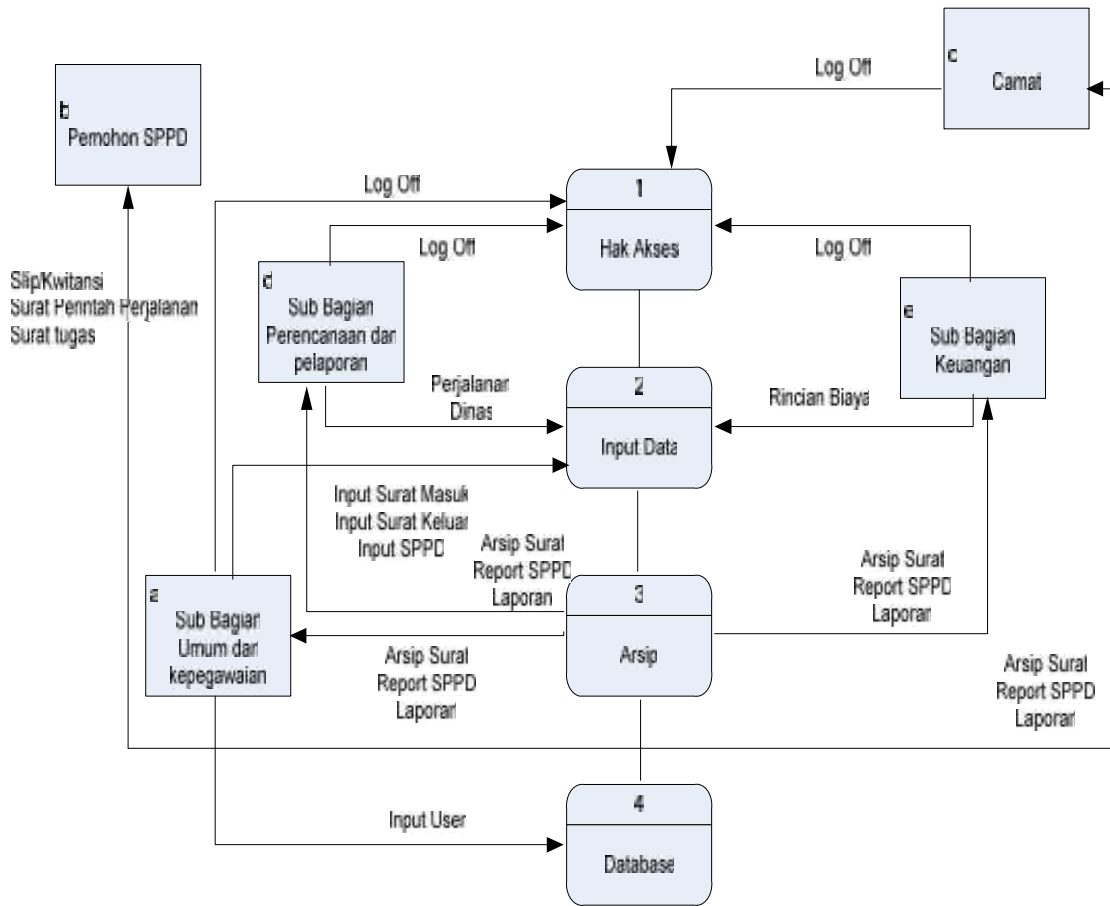 c
Camat
Log Off
b
Pemohon SPPD
Log Off
1
Hak Akses
Log Off
Log Off
Slip/Kwitansi
Surat Perintah Perjalanan
Surat tugas
d
Sub Bagian
Perencanaan dan
pelaporan
e
Sub Bagian
Keuangan
Perjalanan
Dinas
2
Input Data
Rincian Biaya
Input Surat Masuk
Input Surat Keluar
Input SPPD
Arsip Surat
Report SPPD
Laporan
Arsip Surat
Report SPPD
Laporan
a
Sub Bagian
Umum dan
kepegawaian
3
Arsip
Arsip Surat
Report SPPD
Laporan
Arsip Surat
Report SPPD
Laporan
Input User
4
Database